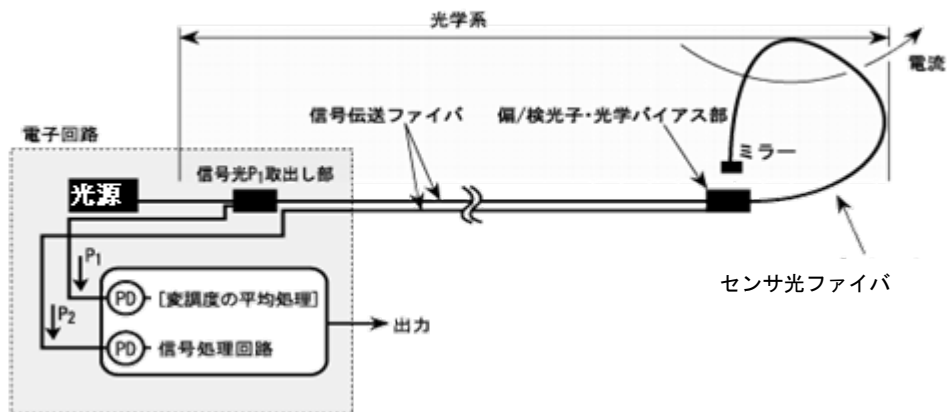 光学系
電流
信号伝送ファイバ
偏/検光子・光学バイアス部
電子回路
ミラー
信号光P₁取出し部
光源
センサ光ファイバ
P₁
PD
[変調度の平均処理]
P₂
出力
PD
信号処理回路